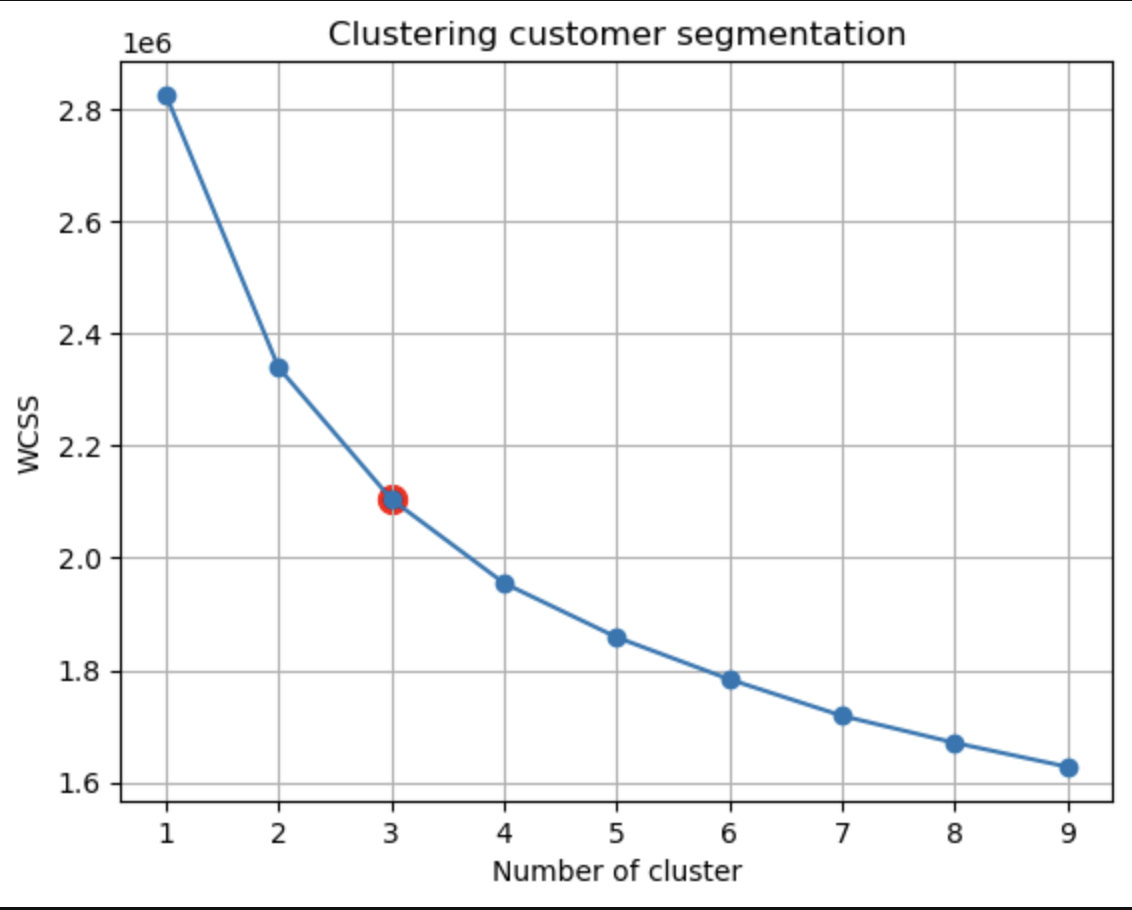 Clustering customer segmentation
1e6
2.8
2.6
2.4
2.2
2.0
1.8
1.6
WCSS
1 2 3 4 5 6 7 8 9
Number of cluster